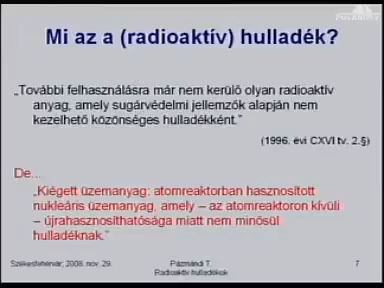 Mi az a (radioaktív) hulladék?
„További felhasználásra már nem kerülő olyan radioaktív
anyag, amely sugárvédelmi jellemzők alapján nem
kezelhető közönséges hulladékként.”
(1996. évi CXVI tv. 2.§)
De...
„Kiégett üzemanyag: atomreaktorban hasznosított
nukleáris üzemanyag, amely – az atomreaktoron kívüli
– újrahasznosíthatósága miatt nem minősül
hulladéknak.”
Székesfehérvár, 2008. nov. 29.
Pázmándi T.
7
Radioaktív hulladékok